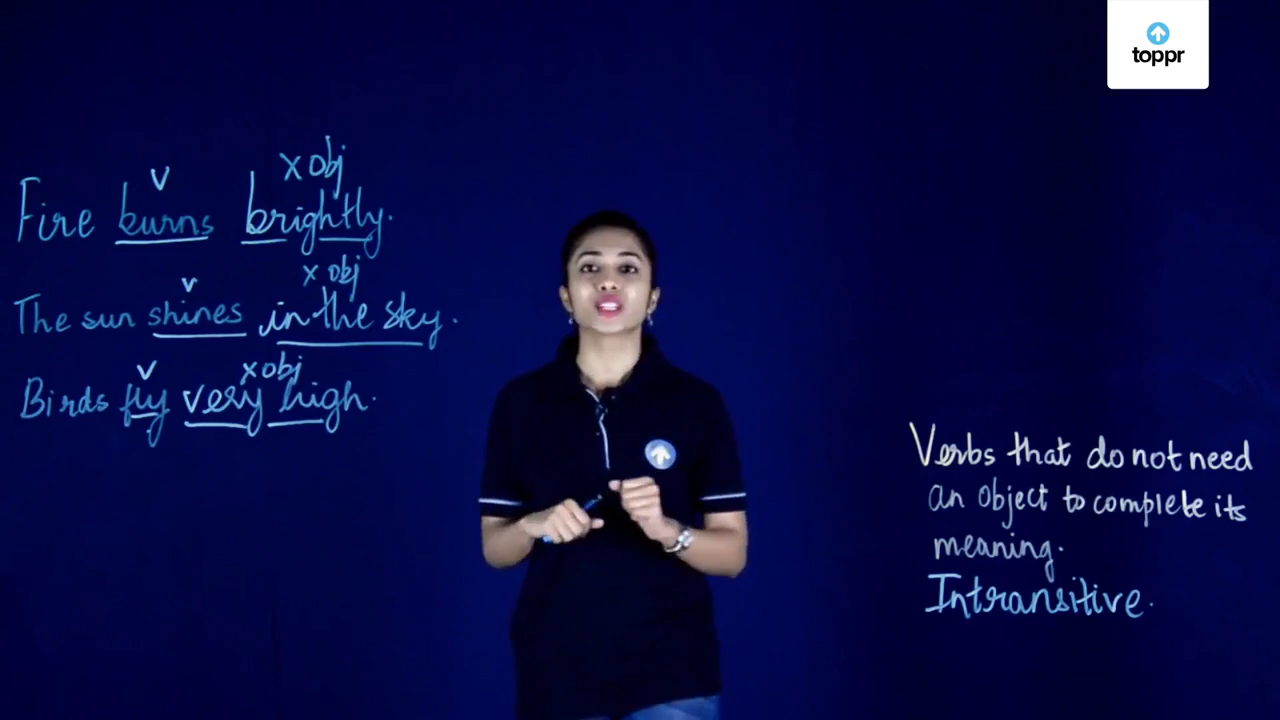 toppr
v x obj
Fire burns brightly.
v x obj
The sun shines in the sky.
v x obj
Birds fly very high.
Verbs that do not need
an object to complete its
meaning.
Intransitive.